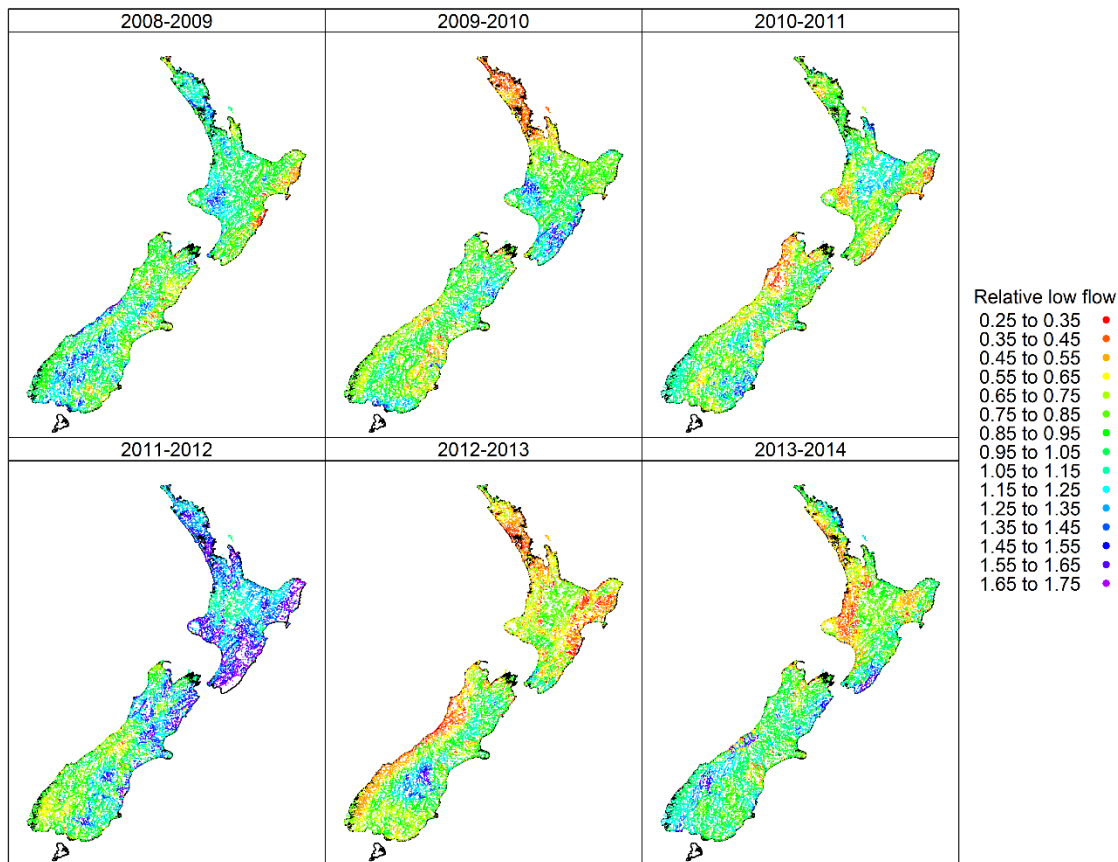 2008-2009
2009-2010
2010-2011
2011-2012
2012-2013
2013-2014
Relative low flow
0.25 to 0.35
0.35 to 0.45
0.45 to 0.55
0.55 to 0.65
0.65 to 0.75
0.75 to 0.85
0.85 to 0.95
0.95 to 1.05
1.05 to 1.15
1.15 to 1.25
1.25 to 1.35
1.35 to 1.45
1.45 to 1.55
1.55 to 1.65
1.65 to 1.75